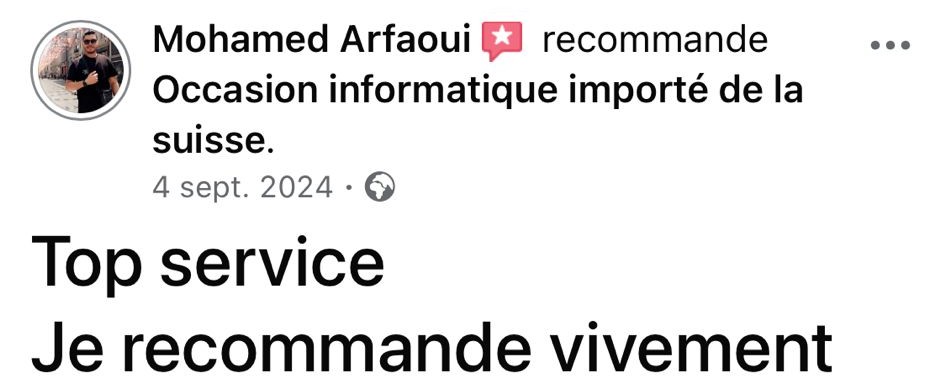 Mohamed Arfaoui recommande
Occasion informatique importé de la
suisse.
4 sept. 2024 ·
Top service
Je recommande vivement